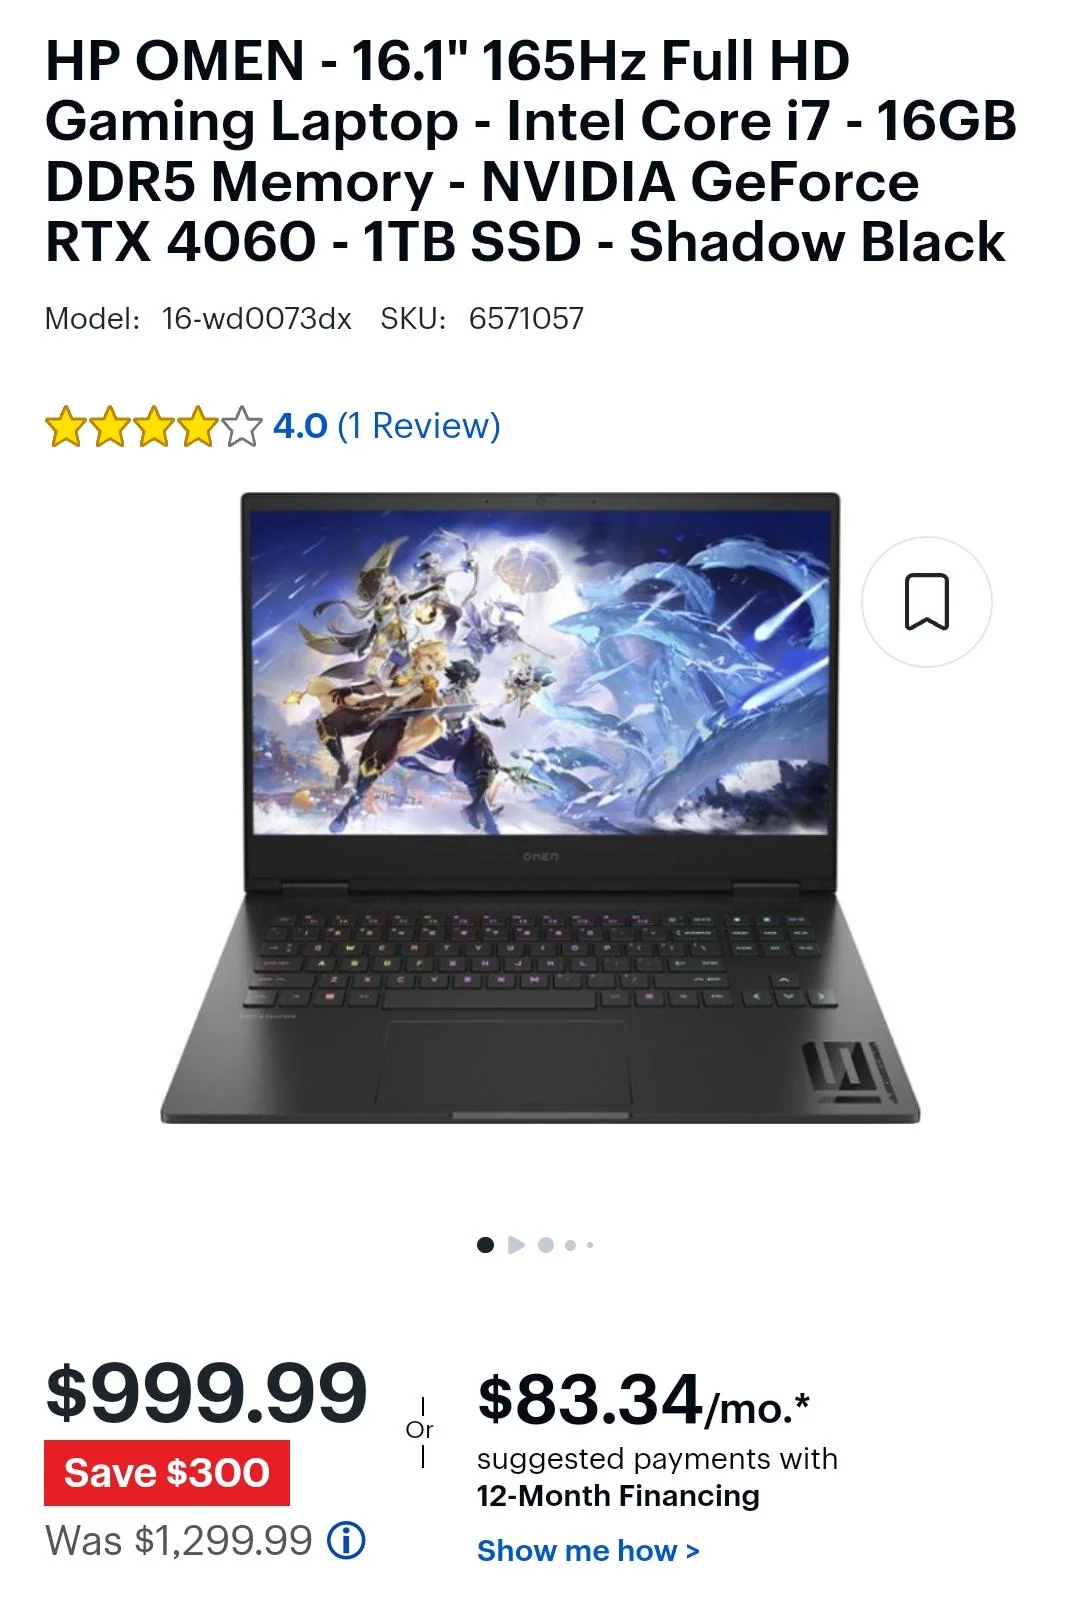 HP OMEN - 16.1" 165Hz Full HD
Gaming Laptop - Intel Core i7 - 16GB
DDR5 Memory - NVIDIA GeForce
RTX 4060 - 1TB SSD - Shadow Black
Model: 16-wd0073dx SKU: 6571057
4.0 (1 Review)
OMEN
$999.99
Save $300
Was $1,299.99
Or
$83.34/mo.*
suggested payments with
12-Month Financing
Show me how >